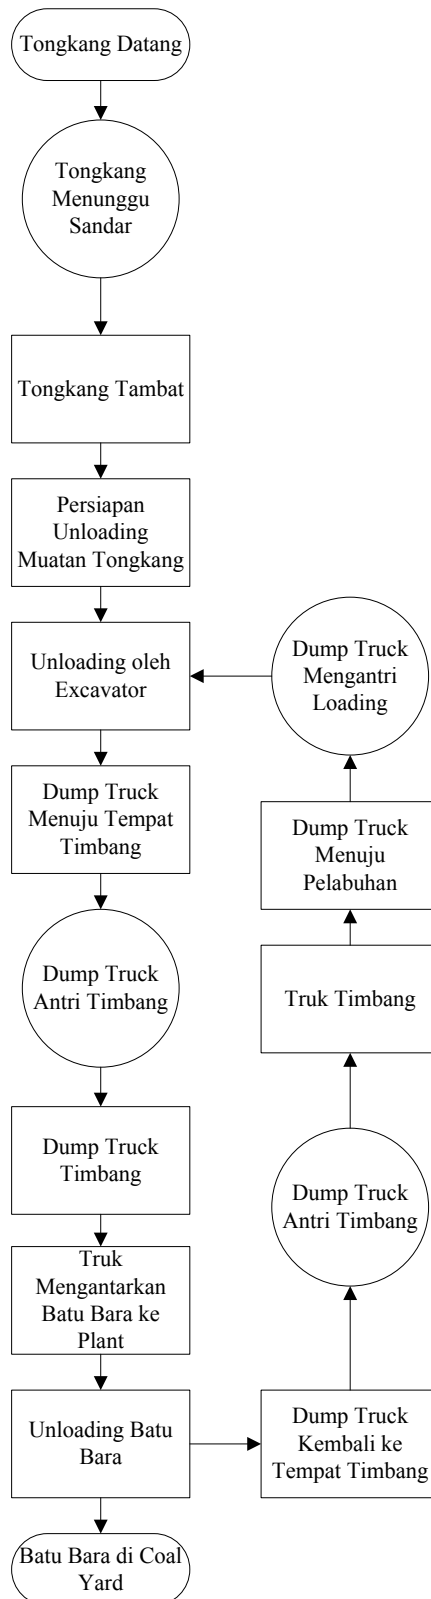 Tongkang Datang
Tongkang
Menunggu
Sandar
Tongkang Tambat
Persiapan
Unloading
Muatan Tongkang
Unloading oleh
Excavator
Dump Truck
Menuju Tempat
Timbang
Dump Truck
Antri Timbang
Dump Truck
Timbang
Truk
Mengantarkan
Batu Bara ke
Plant
Unloading Batu
Bara
Batu Bara di Coal
Yard
Dump Truck
Kembali ke
Tempat Timbang
Dump Truck
Antri Timbang
Truk Timbang
Dump Truck
Menuju
Pelabuhan
Dump Truck
Mengantri
Loading